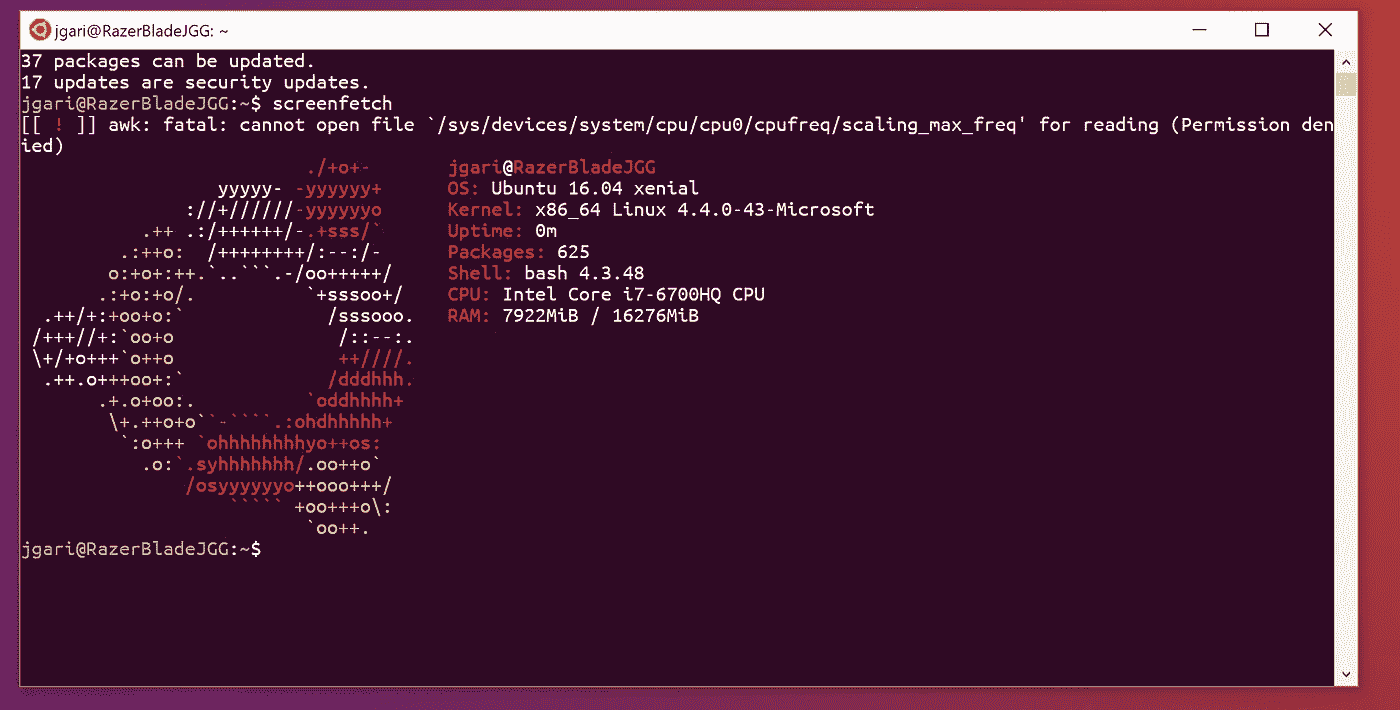 jgari@RazerBladeJGG: ~
37 packages can be updated.
17 updates are security updates.
jgari@RazerBladeJGG:~$ screenfetch
[[ ! ]] awk: fatal: cannot open file `/sys/devices/system/cpu/cpu0/cpufreq/scaling_max_freq' for reading (Permission den
ied)
                          ./+o+-       jgari@RazerBladeJGG
                  yyyyy- -yyyyyy+      OS: Ubuntu 16.04 xenial
               ://+//////-yyyyyyo      Kernel: x86_64 Linux 4.4.0-43-Microsoft
           .++ .:/++++++/-.+sss/`      Uptime: 0m
         .:++o:  /++++++++/:--:/-      Packages: 625
        o:+o+:++.`..```.-/oo+++++/     Shell: bash 4.3.48
       .:+o:+o/.          `+sssoo+/    CPU: Intel Core i7-6700HQ CPU
  .++/+:+oo+o:`             /sssooo.   RAM: 7922MiB / 16276MiB
 /+++//+:`oo+o               /::--:.
 \+/+o+++`o++o               ++////.
  .++.o+++oo+:`             /dddhhh.
       .+.o+oo:.          `oddhhhh+
        \+.++o+o``-````.:ohdhhhhh+
         `:o+++ `ohhhhhhhhyo++os:
           .o:`.syhhhhhhh/.oo++o`
               /osyyyyyyo++ooo+++/
                   ````` +oo+++o\:
                          `oo++.
jgari@RazerBladeJGG:~$